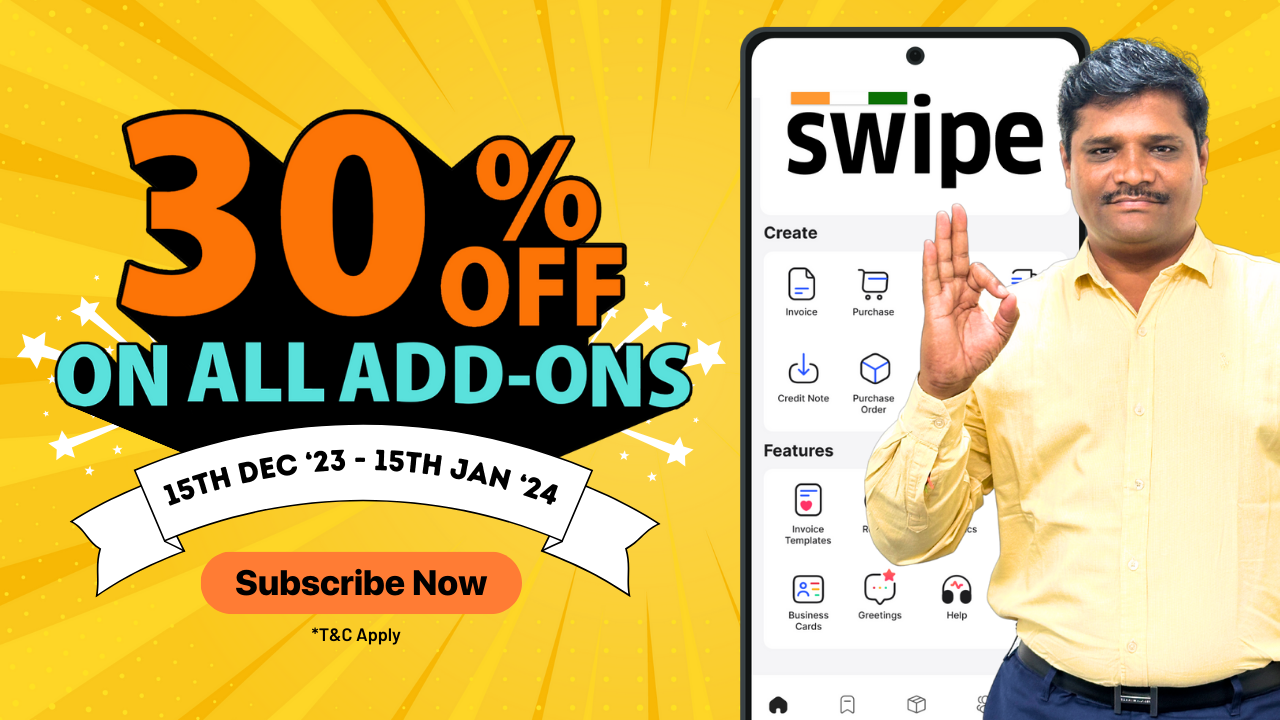 30%
OFF
ON ALL ADD-ONS
15TH DEC ‘23 - 15TH JAN ‘24
Subscribe Now
*T&C Apply
swipe
Create
Invoice
Purchase
Credit Note
Purchase
Order
Features
Invoice
Templates
Business
Cards
Greetings
Help